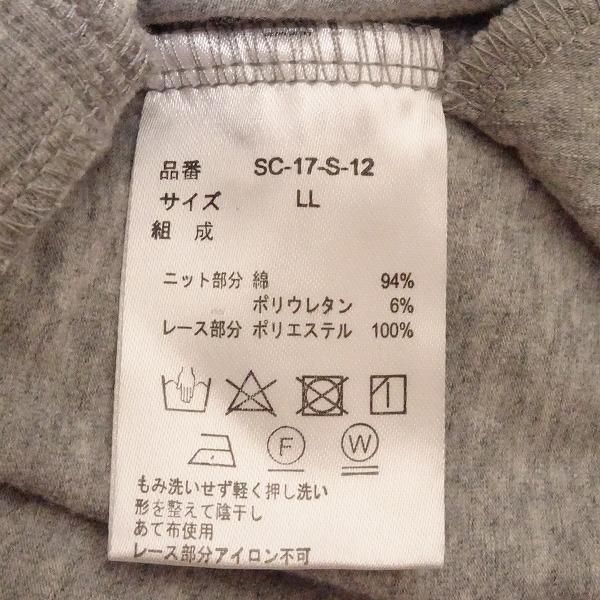 品番 SC-17-S-12
サイズ LL
組 成
ニット部分 綿 94%
ポリウレタン 6%
レース部分 ポリエステル 100%
F W
もみ洗いせず軽く押し洗い
形を整えて陰干し
あて布使用
レース部分アイロン不可